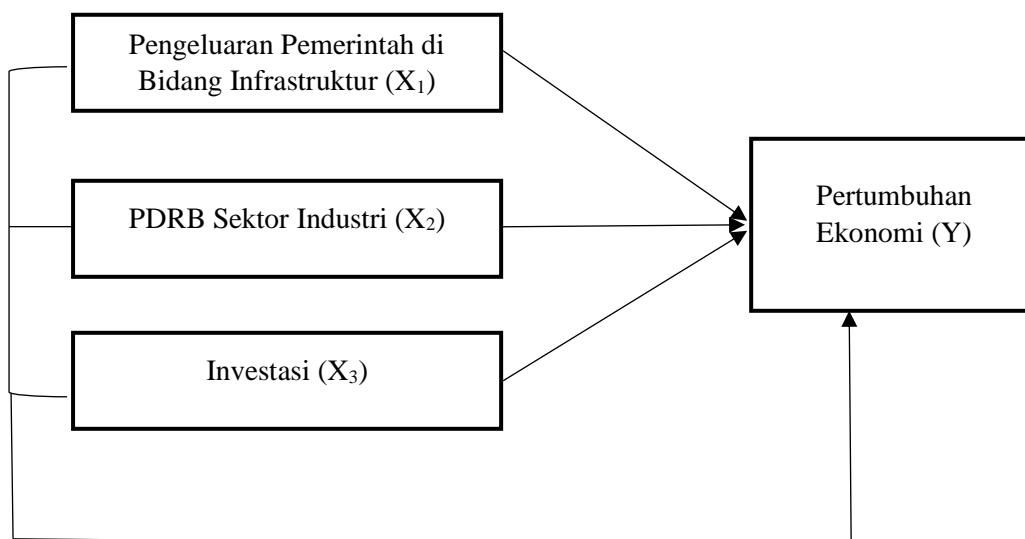 Pengeluaran Pemerintah di
Bidang Infrastruktur (X₁)
PDRB Sektor Industri (X₂)
Investasi (X₃)
Pertumbuhan
Ekonomi (Y)